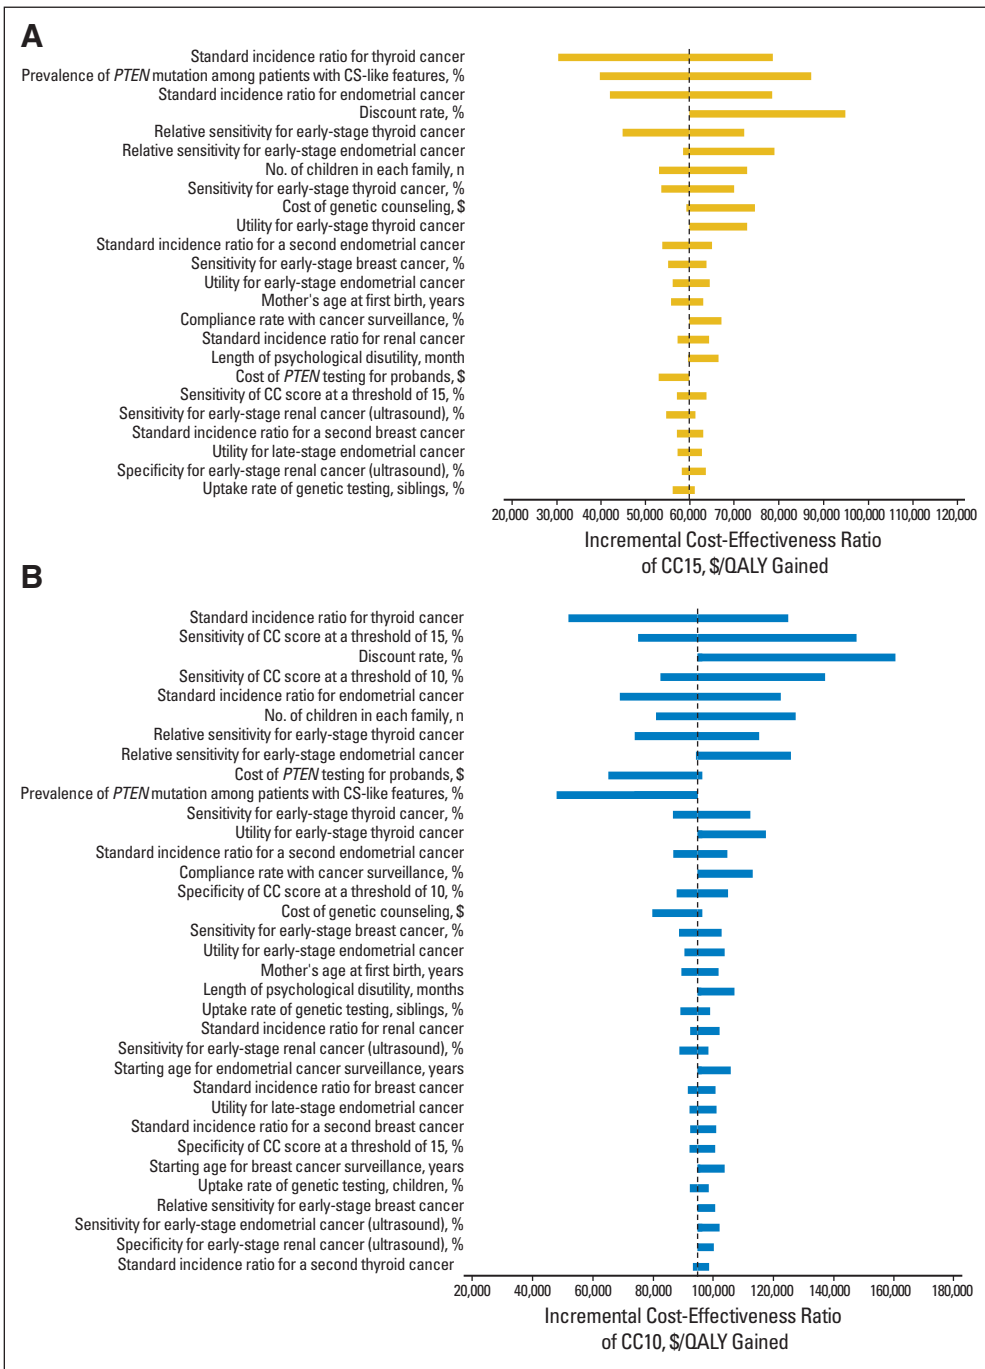 A
Standard incidence ratio for thyroid cancer
Prevalence of PTEN mutation among patients with CS-like features, %
Standard incidence ratio for endometrial cancer
Discount rate, %
Relative sensitivity for early-stage thyroid cancer
Relative sensitivity for early-stage endometrial cancer
No. of children in each family, n
Sensitivity for early-stage thyroid cancer, %
Cost of genetic counseling, $
Utility for early-stage thyroid cancer
Standard incidence ratio for a second endometrial cancer
Sensitivity for early-stage breast cancer, %
Utility for early-stage endometrial cancer
Mother's age at first birth, years
Compliance rate with cancer surveillance, %
Standard incidence ratio for renal cancer
Length of psychological disutility, month
Cost of PTEN testing for probands, $
Sensitivity of CC score at a threshold of 15, %
Sensitivity for early-stage renal cancer (ultrasound), %
Standard incidence ratio for a second breast cancer
Utility for late-stage endometrial cancer
Specificity for early-stage renal cancer (ultrasound), %
Uptake rate of genetic testing, siblings, %
20,000 30,000 40,000 50,000 60,000 70,000 80,000 90,000 100,000 110,000 120,000
Incremental Cost-Effectiveness Ratio
of CC15, $/QALY Gained
B
Standard incidence ratio for thyroid cancer
Sensitivity of CC score at a threshold of 15, %
Discount rate, %
Sensitivity of CC score at a threshold of 10, %
Standard incidence ratio for endometrial cancer
No. of children in each family, n
Relative sensitivity for early-stage thyroid cancer
Relative sensitivity for early-stage endometrial cancer
Cost of PTEN testing for probands, $
Prevalence of PTEN mutation among patients with CS-like features, %
Sensitivity for early-stage thyroid cancer, %
Utility for early-stage thyroid cancer
Standard incidence ratio for a second endometrial cancer
Compliance rate with cancer surveillance, %
Specificity of CC score at a threshold of 10, %
Cost of genetic counseling, $
Sensitivity for early-stage breast cancer, %
Utility for early-stage endometrial cancer
Mother's age at first birth, years
Length of psychological disutility, months
Uptake rate of genetic testing, siblings, %
Standard incidence ratio for renal cancer
Sensitivity for early-stage renal cancer (ultrasound), %
Starting age for endometrial cancer surveillance, years
Standard incidence ratio for breast cancer
Utility for late-stage endometrial cancer
Standard incidence ratio for a second breast cancer
Specificity of CC score at a threshold of 15, %
Starting age for breast cancer surveillance, years
Uptake rate of genetic testing, children, %
Relative sensitivity for early-stage breast cancer
Sensitivity for early-stage endometrial cancer (ultrasound), %
Specificity for early-stage renal cancer (ultrasound), %
Standard incidence ratio for a second thyroid cancer
20,000 40,000 60,000 80,000 100,000 120,000 140,000 160,000 180,000
Incremental Cost-Effectiveness Ratio
of CC10, $/QALY Gained